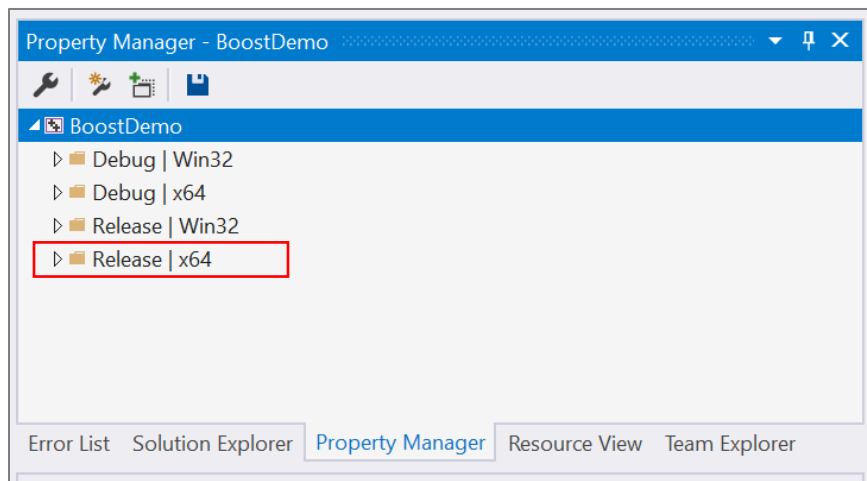 Property Manager - BoostDemo
BoostDemo
Debug | Win32
Debug | x64
Release | Win32
Release | x64
Error List Solution Explorer Property Manager Resource View Team Explorer